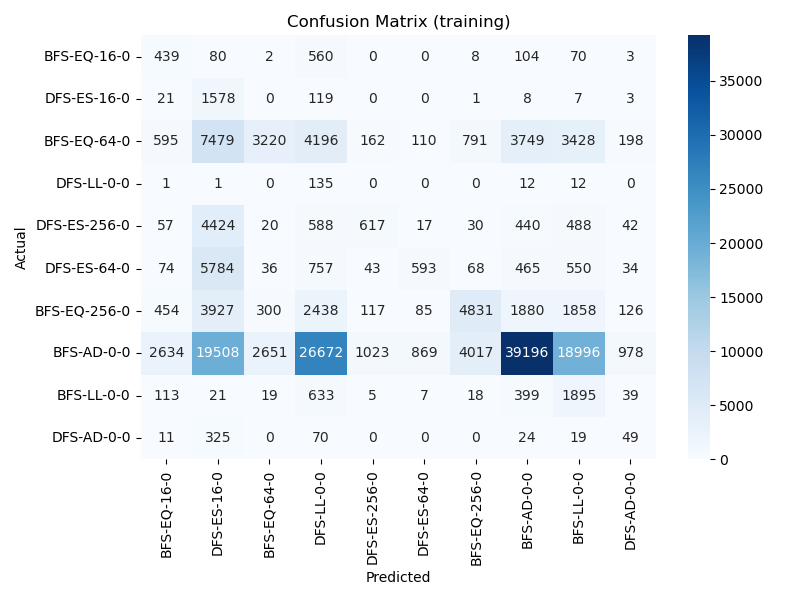 Confusion Matrix (training)
Actual
BFS-EQ-16-0 439 80 2 560 0 0 8 104 70 3
DFS-ES-16-0 21 1578 0 119 0 0 1 8 7 3
BFS-EQ-64-0 595 7479 3220 4196 162 110 791 3749 3428 198
DFS-LL-0-0 1 1 0 135 0 0 0 12 12 0
DFS-ES-256-0 57 4424 20 588 617 17 30 440 488 42
DFS-ES-64-0 74 5784 36 757 43 593 68 465 550 34
BFS-EQ-256-0 454 3927 300 2438 117 85 4831 1880 1858 126
BFS-AD-0-0 2634 19508 2651 26672 1023 869 4017 39196 18996 978
BFS-LL-0-0 113 21 19 633 5 7 18 399 1895 39
DFS-AD-0-0 11 325 0 70 0 0 0 24 19 49
BFS-EQ-16-0
DFS-ES-16-0
BFS-EQ-64-0
DFS-LL-0-0
DFS-ES-256-0
DFS-ES-64-0
BFS-EQ-256-0
BFS-AD-0-0
BFS-LL-0-0
DFS-AD-0-0
Predicted
35000
30000
25000
20000
15000
10000
5000
0